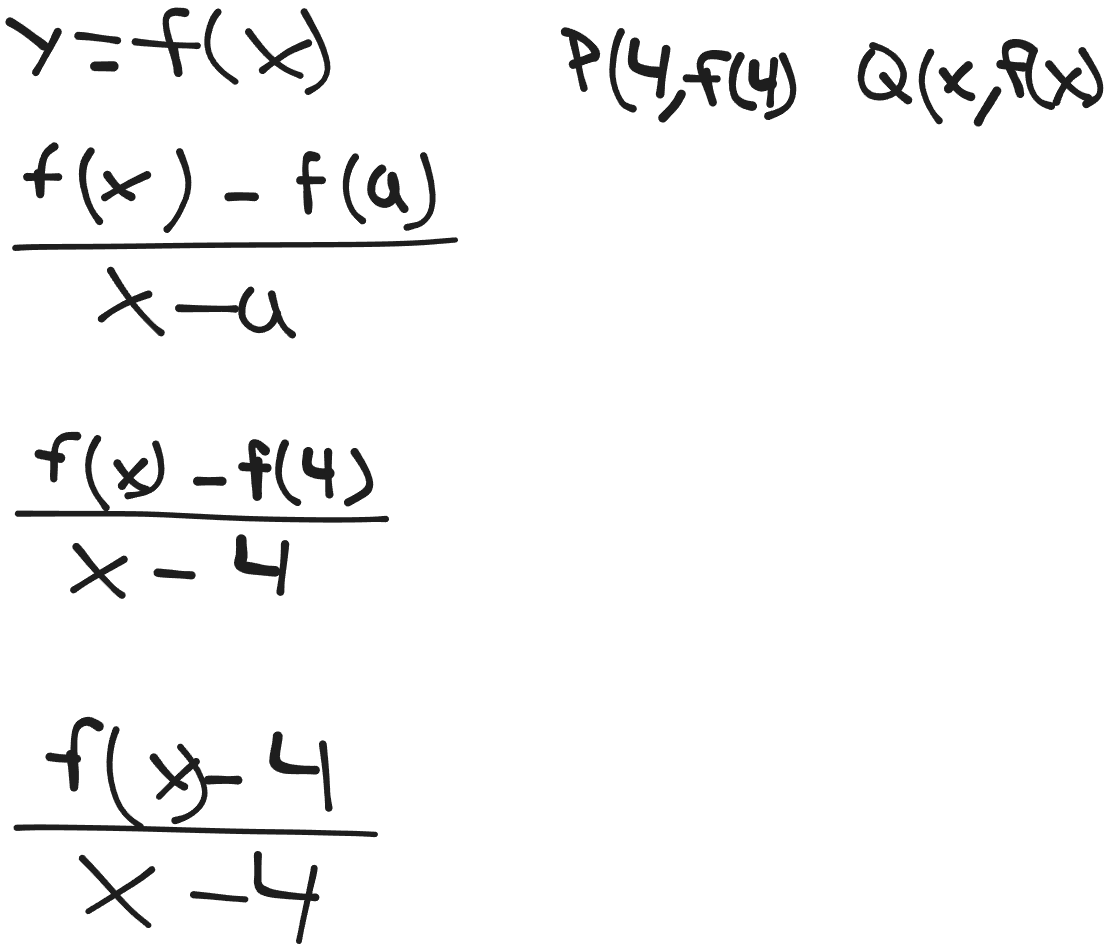 y = f(x)
P(4, f(4)) Q(x, f(x))
f(x) - f(a)
x - a
f(x) - f(4)
x - 4
f(x) - 4
x - 4